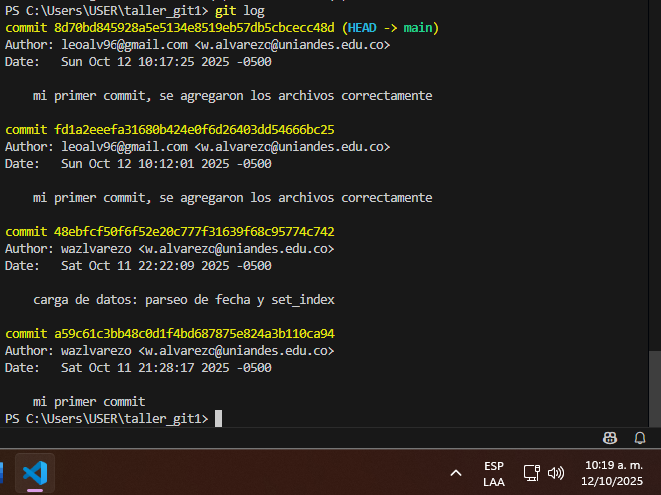 PS C:\Users\USER\taller_git1> git log
commit 8d70bd845928a5e5134e8519eb57db5cbcecc48d (HEAD -> main)
Author: leoalv96@gmail.com <w.alvarezo@uniandes.edu.co>
Date:   Sun Oct 12 10:17:25 2025 -0500
    mi primer commit, se agregaron los archivos correctamente
commit fd1a2eeefa31680b424e0f6d26403dd54666bc25
Author: leoalv96@gmail.com <w.alvarezo@uniandes.edu.co>
Date:   Sun Oct 12 10:12:01 2025 -0500
    mi primer commit, se agregaron los archivos correctamente
commit 48ebfcf50f6f52e20c777f31639f68c95774c742
Author: wazlvarezo <w.alvarezo@uniandes.edu.co>
Date:   Sat Oct 11 22:22:09 2025 -0500
    carga de datos: parseo de fecha y set_index
commit a59c61c3bb48c0d1f4bd687875e824a3b110ca94
Author: wazlvarezo <w.alvarezo@uniandes.edu.co>
Date:   Sat Oct 11 21:28:17 2025 -0500
    mi primer commit
PS C:\Users\USER\taller_git1>
ESP
LAA
10:19 a. m.
12/10/2025